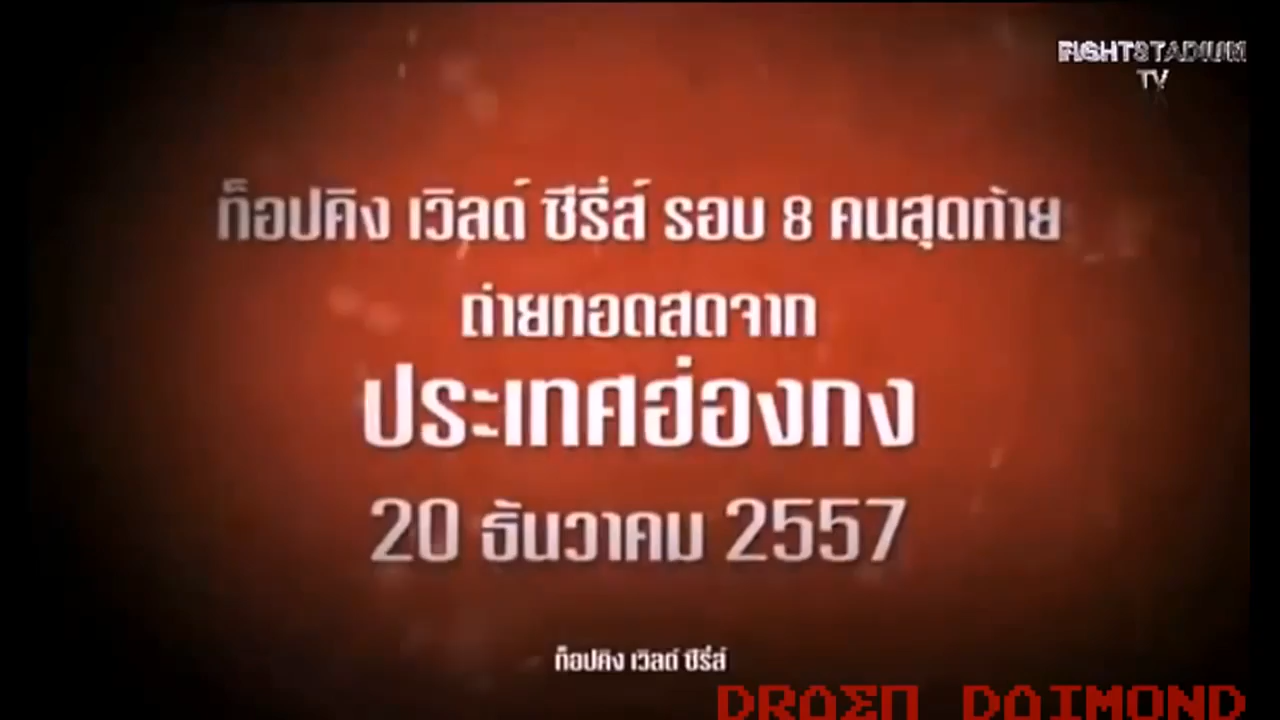 FIGHTSTADIUM
TV
ท็อปคิง เวิลด์ ซีรี่ส์ รอบ 8 คนสุดท้าย
ถ่ายทอดสดจาก
ประเทศฮ่องกง
20 ธันวาคม 2557
ท็อปคิง เวิลด์ ซีรี่ส์
DRΩΣΠ DΩIMOND